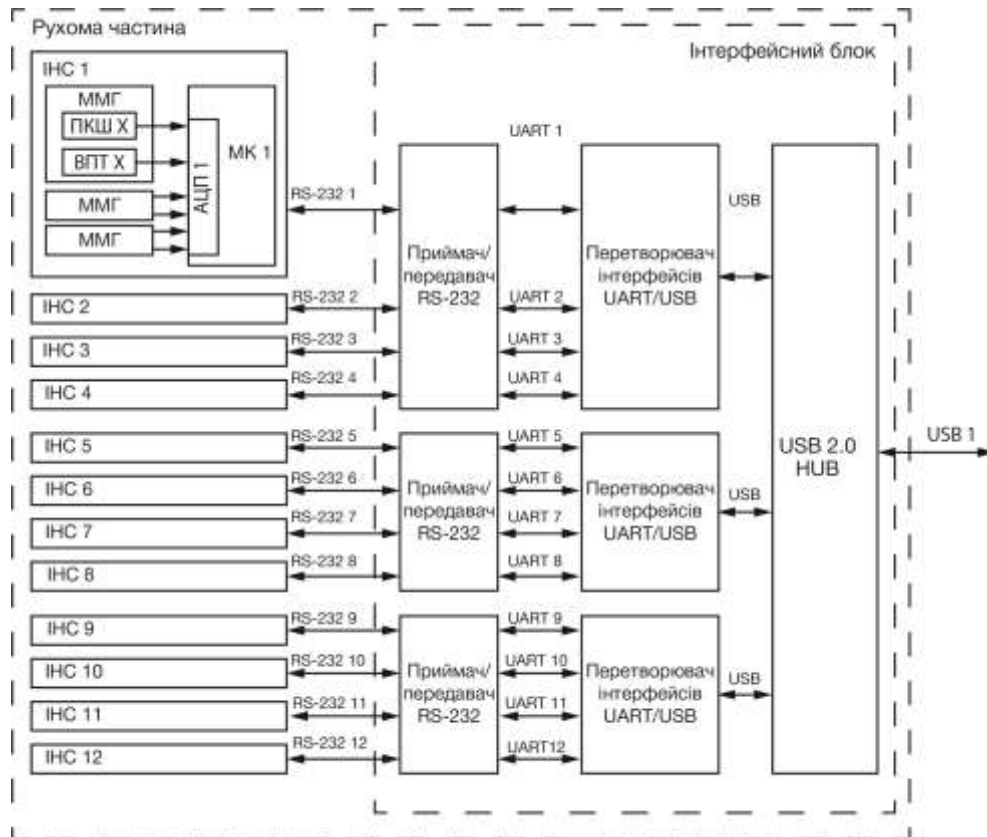 Рухома частина
Інтерфейсний блок
ІНС 1
ММГ
ПКШ X
ВПТ X
ММГ
ММГ
АЦП 1
МК 1
RS-232 1
UART 1
USB
Приймач/
передавач
RS-232
Перетворювач
інтерфейсів
UART/USB
ІНС 2
RS-232 2
UART 2
ІНС 3
RS-232 3
UART 3
ІНС 4
RS-232 4
UART 4
ІНС 5
RS-232 5
UART 5
USB 2.0
HUB
USB 1
ІНС 6
RS-232 6
UART 6
Приймач/
передавач
RS-232
Перетворювач
інтерфейсів
UART/USB
USB
ІНС 7
RS-232 7
UART 7
ІНС 8
RS-232 8
UART 8
ІНС 9
RS-232 9
UART 9
ІНС 10
RS-232 10
UART 10
Приймач/
передавач
RS-232
Перетворювач
інтерфейсів
UART/USB
USB
ІНС 11
RS-232 11
UART 11
ІНС 12
RS-232 12
UART12